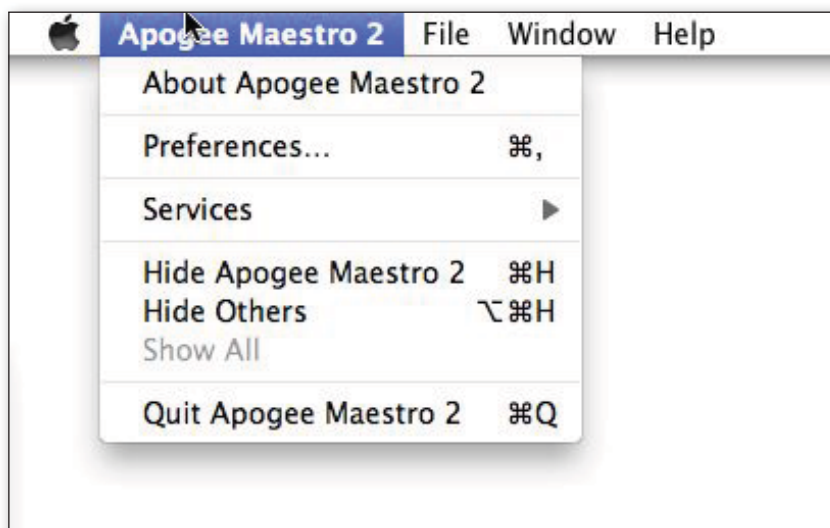 Apogee Maestro 2 File Window Help
About Apogee Maestro 2
Preferences... ⌘,
Services
Hide Apogee Maestro 2 ⌘H
Hide Others ⌥⌘H
Show All
Quit Apogee Maestro 2 ⌘Q